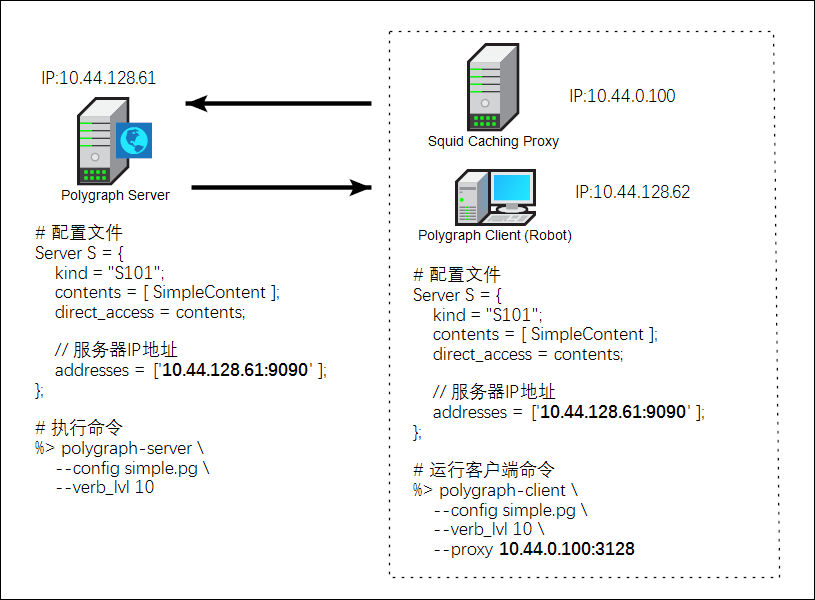 IP:10.44.128.61
Polygraph Server
# 配置文件
Server S = {
kind = "S101";
contents = [ SimpleContent ];
direct_access = contents;
// 服务器IP地址
addresses = ['10.44.128.61:9090' ];
};
# 执行命令
%> polygraph-server \
--config simple.pg \
--verb_lvl 10
IP:10.44.0.100
Squid Caching Proxy
IP:10.44.128.62
Polygraph Client (Robot)
# 配置文件
Server S = {
kind = "S101";
contents = [ SimpleContent ];
direct_access = contents;
// 服务器IP地址
addresses = ['10.44.128.61:9090' ];
};
# 运行客户端命令
%> polygraph-client \
--config simple.pg \
--verb_lvl 10 \
--proxy 10.44.0.100:3128